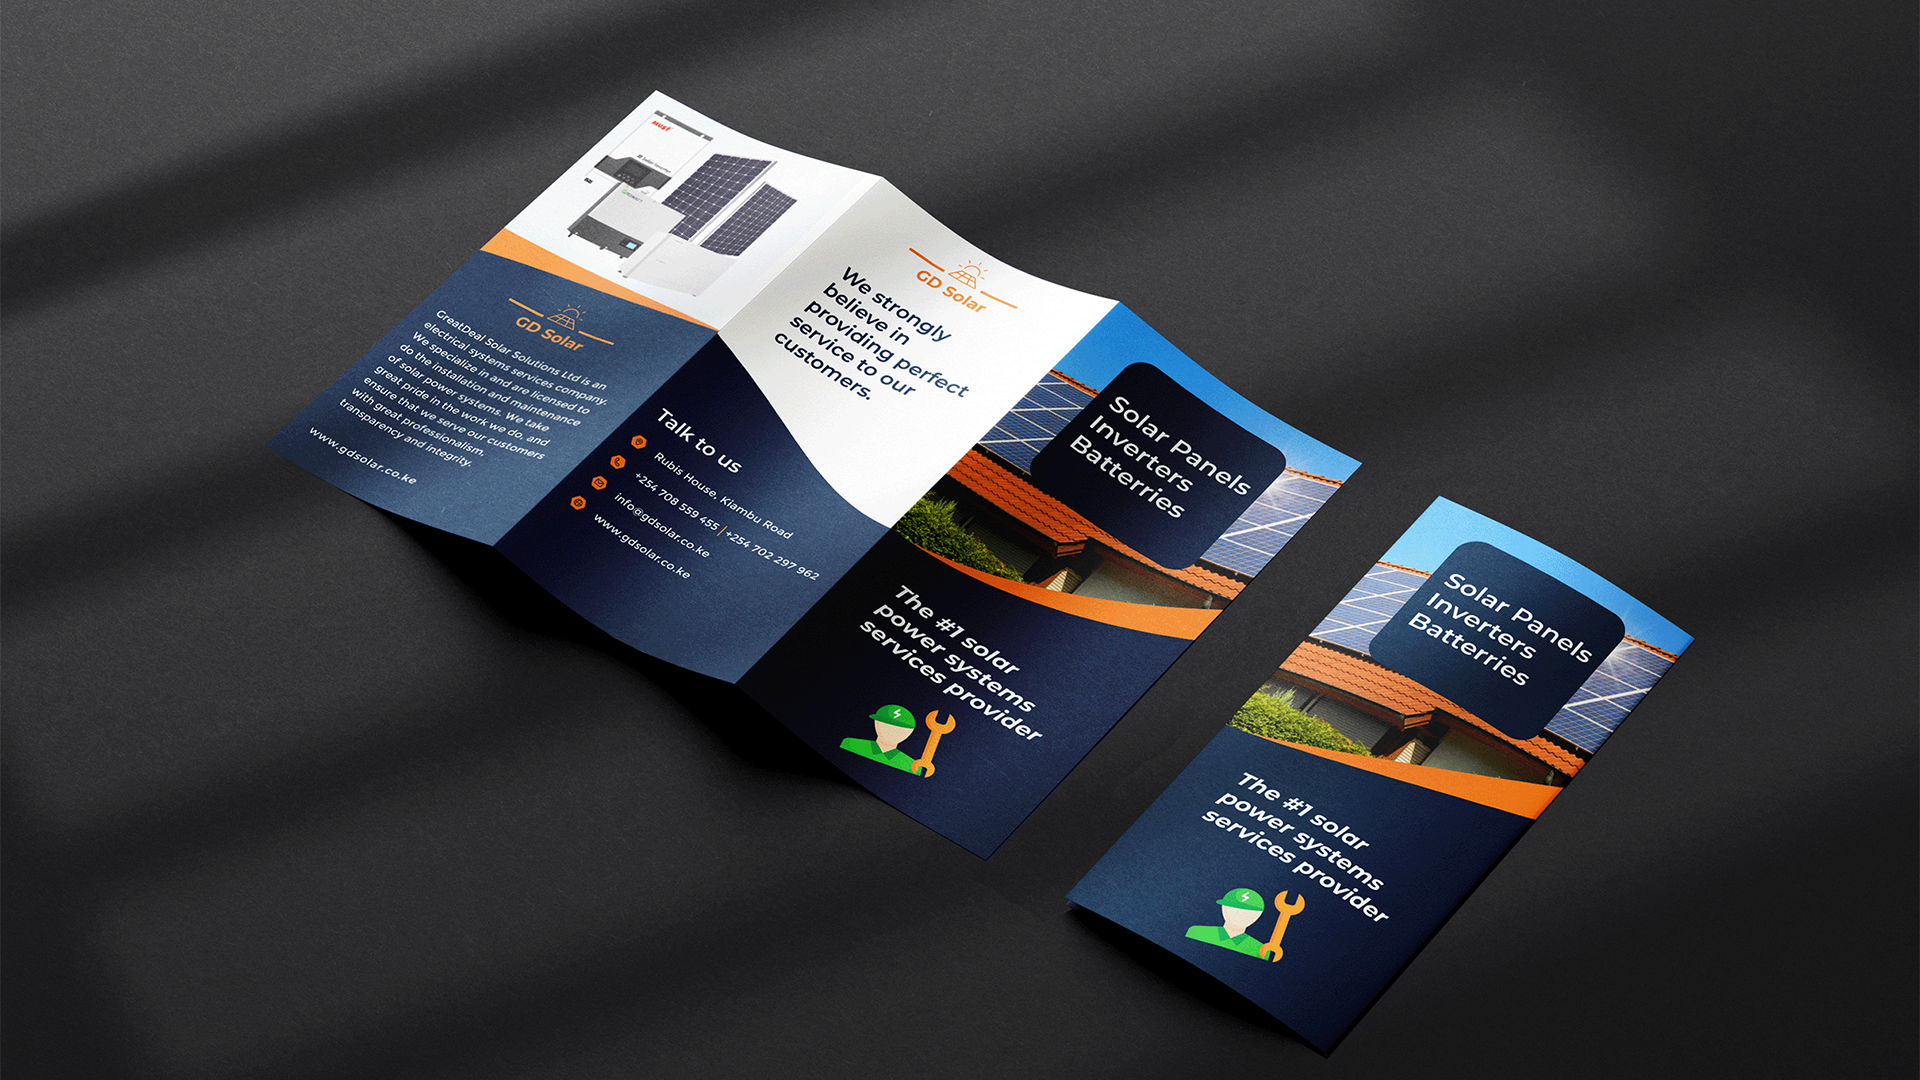 must
GROWATT
GD Solar
GreatDeal Solar Solutions Ltd is an
electrical systems services company.
We specialize in and are licensed to
do the installation and maintenance
of solar power systems. We take
great pride in the work we do, and
ensure that we serve our customers
with great professionalism,
transparency and integrity.
www.gdsolar.co.ke
GD Solar
We strongly
believe in
providing perfect
service to our
customers.
Talk to us
Rubis House, Kiambu Road
+254 708 559 455 | +254 702 297 962
info@gdsolar.co.ke
www.gdsolar.co.ke
Solar Panels
Inverters
Batterries
The #1 solar
power systems
services provider
Solar Panels
Inverters
Batterries
The #1 solar
power systems
services provider